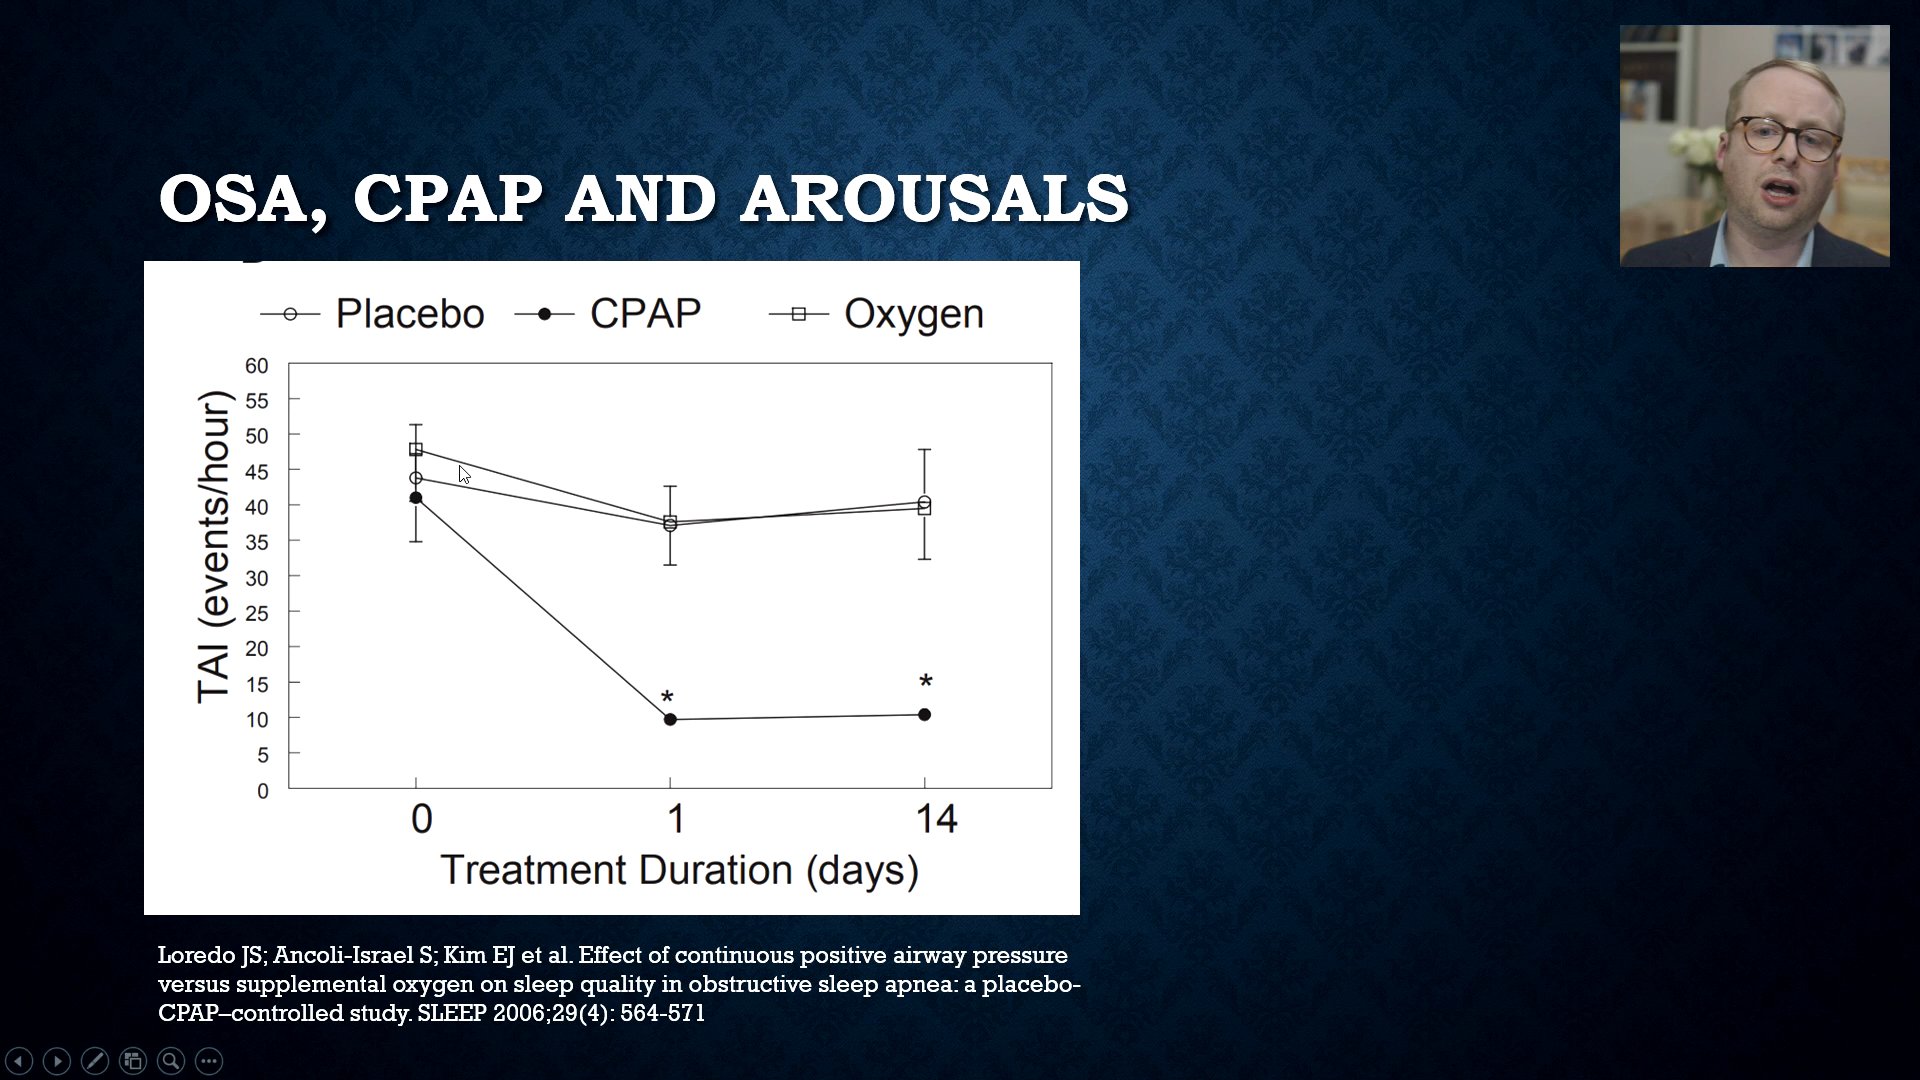 OSA, CPAP AND AROUSALS
Placebo CPAP Oxygen
60
55
50
45
40
35
30
25
20
15
10
5
0
TAI (events/hour)
*
*
0 1 14
Treatment Duration (days)
Loredo JS; Ancoli-Israel S; Kim EJ et al. Effect of continuous positive airway pressure
versus supplemental oxygen on sleep quality in obstructive sleep apnea: a placebo-
CPAP–controlled study. SLEEP 2006;29(4): 564-571